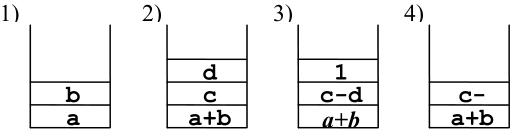 1) 2) 3) 4)
d 1
b c c-d c-
a a+b a+b a+b